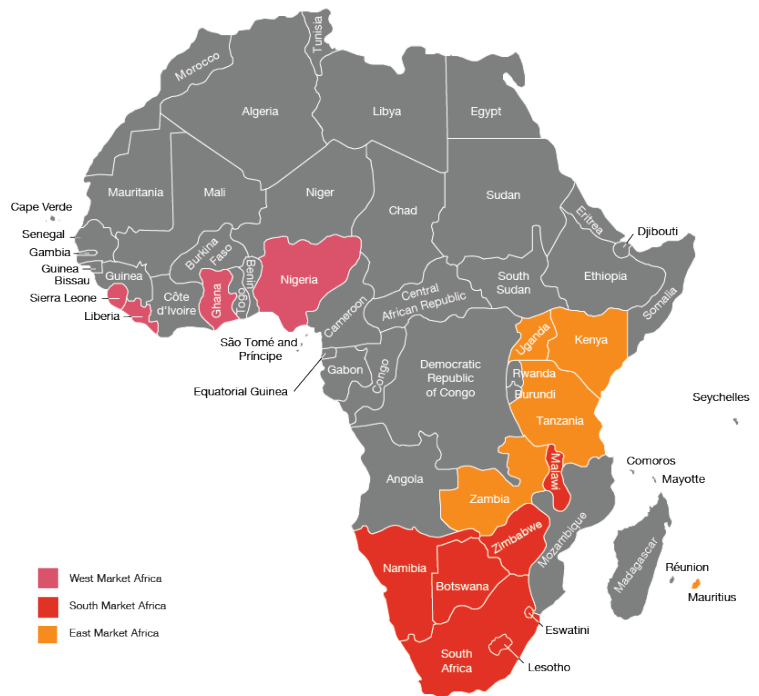 Tunisia
Morocco
Algeria
Libya
Egypt
Mauritania
Mali
Niger
Chad
Sudan
Cape Verde
Senegal
Gambia
Guinea
Bissau
Guinea
Sierra Leone
Liberia
Côte
d'Ivoire
Burkina
Faso
Ghana
Togo
Benin
Nigeria
Cameroon
Central
African Republic
South
Sudan
Eritrea
Djibouti
Ethiopia
Somalia
São Tomé and
Príncipe
Equatorial Guinea
Gabon
Congo
Democratic
Republic
of Congo
Uganda
Kenya
Rwanda
Burundi
Tanzania
Seychelles
Comoros
Mayotte
Angola
Zambia
Malawi
Mozambique
Zimbabwe
Namibia
Botswana
Madagascar
Réunion
Mauritius
Eswatini
South
Africa
Lesotho
West Market Africa
South Market Africa
East Market Africa